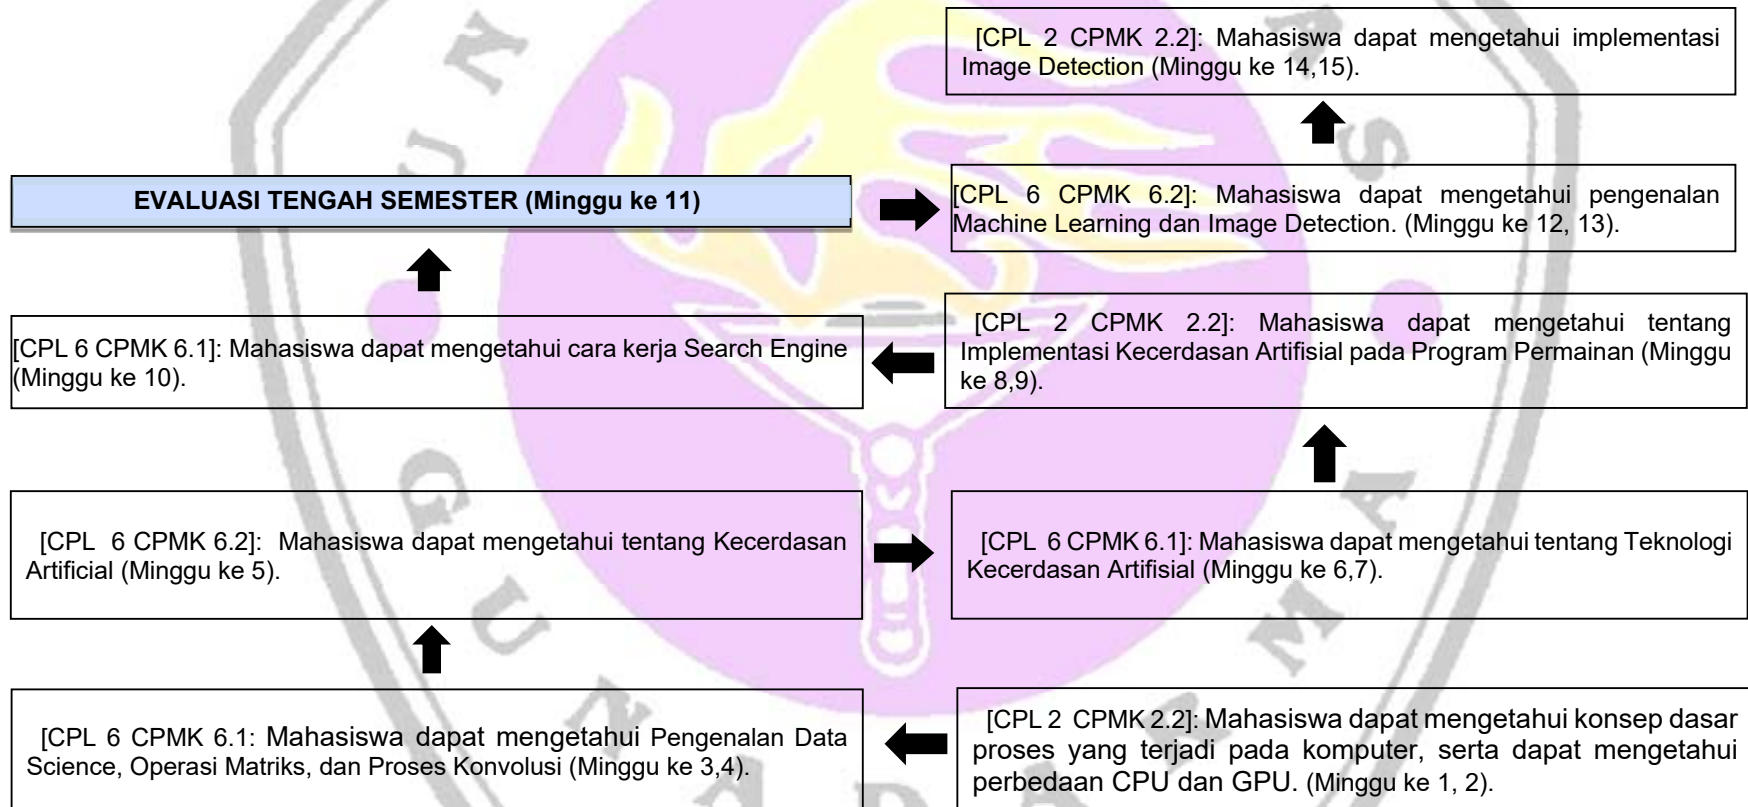 [CPL 2 CPMK 2.2]: Mahasiswa dapat mengetahui implementasi
Image Detection (Minggu ke 14,15).
EVALUASI TENGAH SEMESTER (Minggu ke 11)
[CPL 6 CPMK 6.2]: Mahasiswa dapat mengetahui pengenalan
Machine Learning dan Image Detection. (Minggu ke 12, 13).
[CPL 6 CPMK 6.1]: Mahasiswa dapat mengetahui cara kerja Search Engine
(Minggu ke 10).
[CPL 2 CPMK 2.2]: Mahasiswa dapat mengetahui tentang
Implementasi Kecerdasan Artifisial pada Program Permainan (Minggu
ke 8,9).
[CPL 6 CPMK 6.2]: Mahasiswa dapat mengetahui tentang Kecerdasan
Artificial (Minggu ke 5).
[CPL 6 CPMK 6.1]: Mahasiswa dapat mengetahui tentang Teknologi
Kecerdasan Artifisial (Minggu ke 6,7).
[CPL 6 CPMK 6.1: Mahasiswa dapat mengetahui Pengenalan Data
Science, Operasi Matriks, dan Proses Konvolusi (Minggu ke 3,4).
[CPL 2 CPMK 2.2]: Mahasiswa dapat mengetahui konsep dasar
proses yang terjadi pada komputer, serta dapat mengetahui
perbedaan CPU dan GPU. (Minggu ke 1, 2).